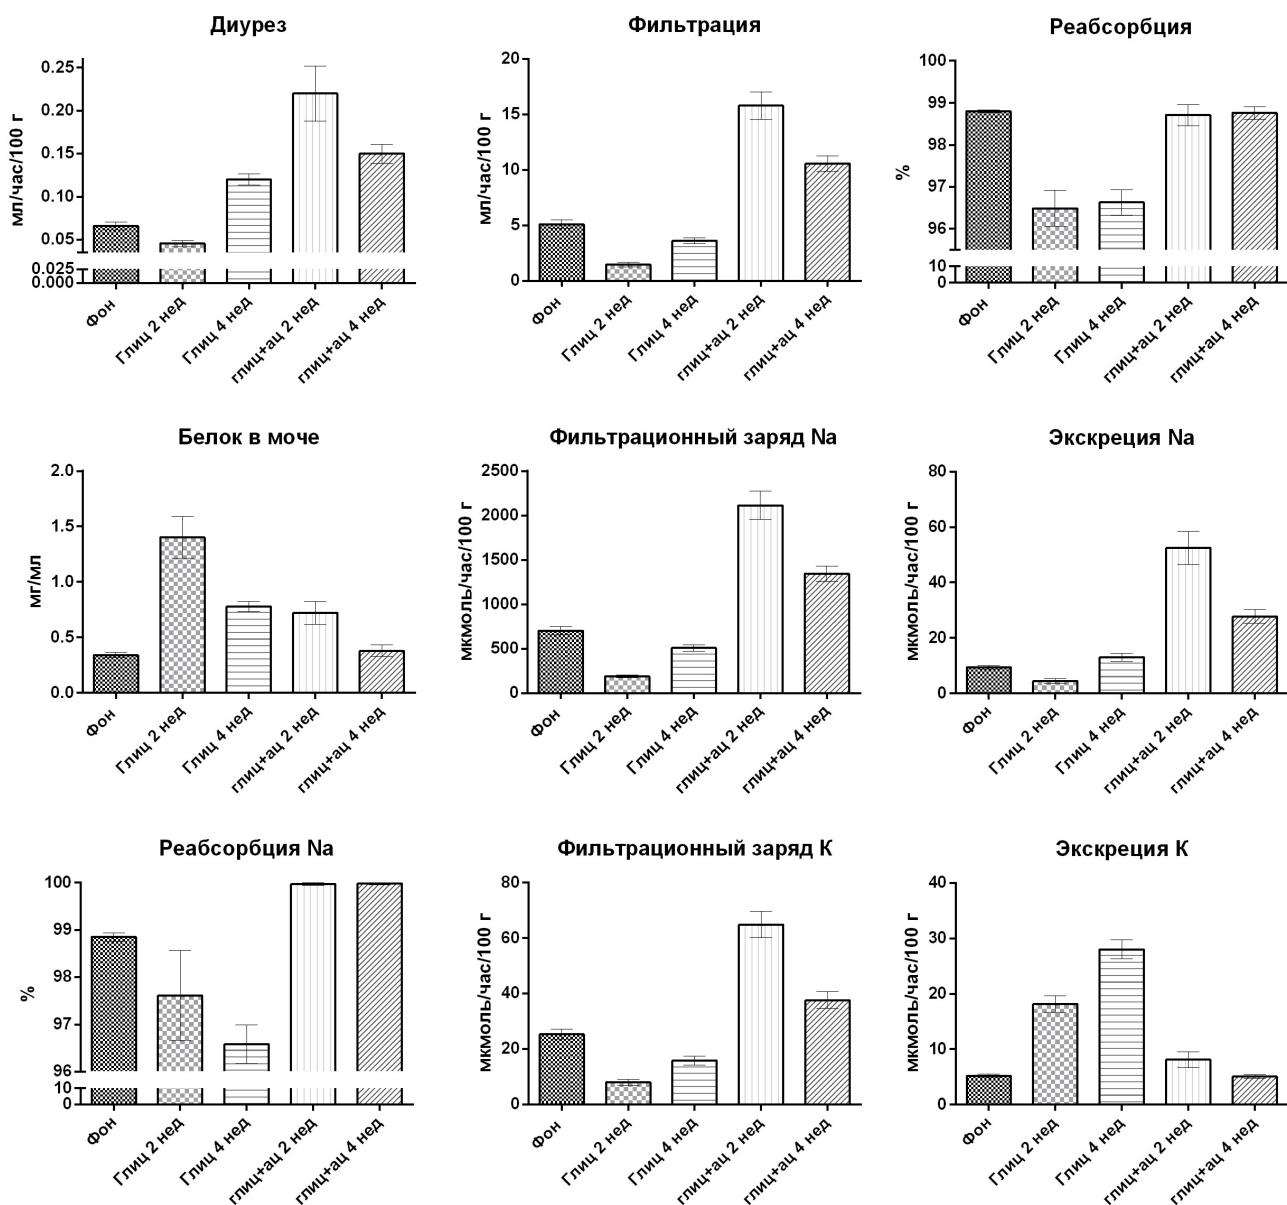 Диурез
мл/час/100 г
0.25
0.20
0.15
0.10
0.05
0.025
0.000
Фон
Глиц 2 нед
Глиц 4 нед
глиц+ац 2 нед
глиц+ац 4 нед
Фильтрация
мл/час/100 г
20
15
10
5
0
Фон
Глиц 2 нед
Глиц 4 нед
глиц+ац 2 нед
глиц+ац 4 нед
Реабсорбция
%
100
99
98
97
96
10
0
Фон
Глиц 2 нед
Глиц 4 нед
глиц+ац 2 нед
глиц+ац 4 нед
Белок в моче
мг/мл
2.0
1.5
1.0
0.5
0.0
Фон
Глиц 2 нед
Глиц 4 нед
глиц+ац 2 нед
глиц+ац 4 нед
Фильтрационный заряд Na
мкмоль/час/100 г
2500
2000
1500
1000
500
0
Фон
Глиц 2 нед
Глиц 4 нед
глиц+ац 2 нед
глиц+ац 4 нед
Экскреция Na
мкмоль/час/100 г
80
60
40
20
0
Фон
Глиц 2 нед
Глиц 4 нед
глиц+ац 2 нед
глиц+ац 4 нед
Реабсорбция Na
%
100
99
98
97
96
10
0
Фон
Глиц 2 нед
Глиц 4 нед
глиц+ац 2 нед
глиц+ац 4 нед
Фильтрационный заряд К
мкмоль/час/100 г
80
60
40
20
0
Фон
Глиц 2 нед
Глиц 4 нед
глиц+ац 2 нед
глиц+ац 4 нед
Экскреция К
мкмоль/час/100 г
40
30
20
10
0
Фон
Глиц 2 нед
Глиц 4 нед
глиц+ац 2 нед
глиц+ац 4 нед